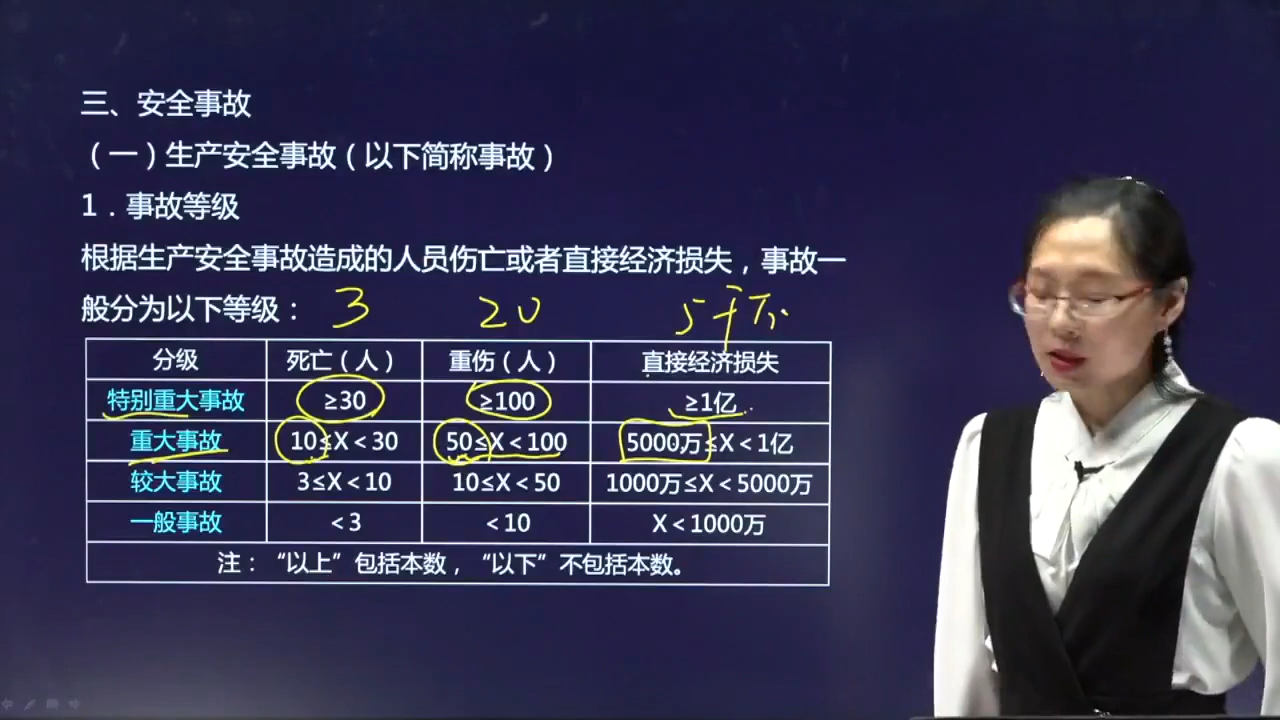 三、安全事故
（一）生产安全事故（以下简称事故）
1．事故等级
根据生产安全事故造成的人员伤亡或者直接经济损失，事故一
般分为以下等级：
3 20 5千万
分级 死亡（人） 重伤（人） 直接经济损失
特别重大事故 ≥30 ≥100 ≥1亿
重大事故 10≤X＜30 50≤X＜100 5000万≤X＜1亿
较大事故 3≤X＜10 10≤X＜50 1000万≤X＜5000万
一般事故 ＜3 ＜10 X＜1000万
注：“以上”包括本数，“以下”不包括本数。